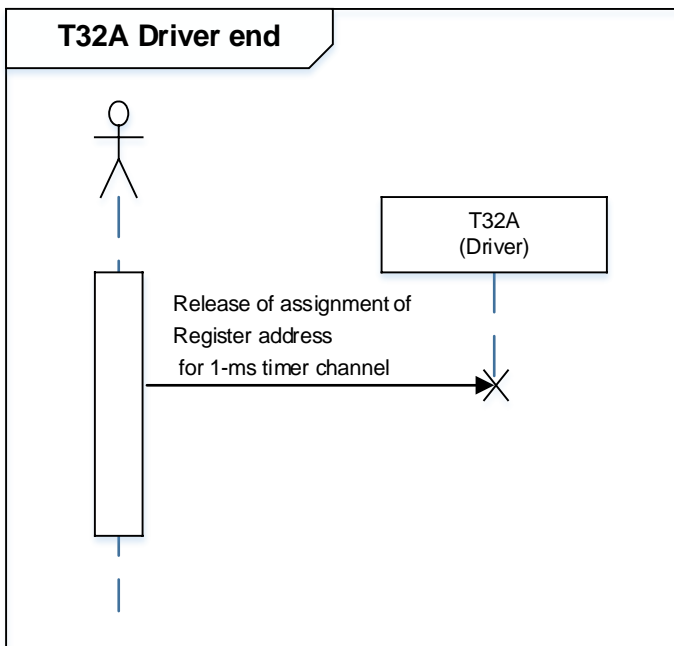 T32A Driver end
T32A
(Driver)
Release of assignment of
Register address
for 1-ms timer channel